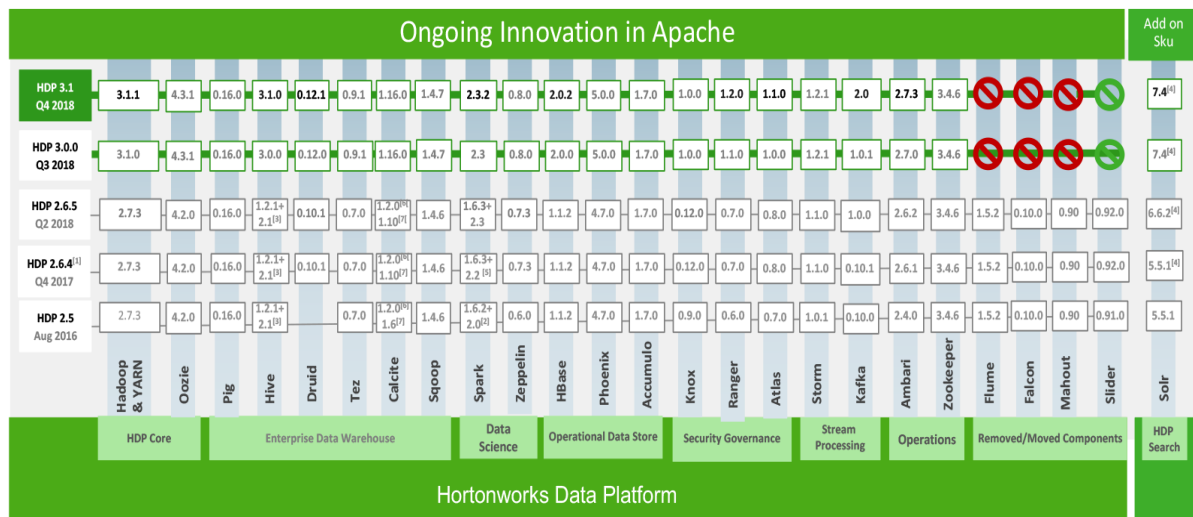 Ongoing Innovation in Apache
Add on
Sku
HDP 3.1
Q4 2018
3.1.1 4.3.1 0.16.0 3.1.0 0.12.1 0.9.1 1.16.0 1.4.7 2.3.2 0.8.0 2.0.2 5.0.0 1.7.0 1.0.0 1.2.0 1.1.0 1.2.1 2.0 2.7.3 3.4.6 7.4[4]
HDP 3.0.0
Q3 2018
3.1.0 4.3.1 0.16.0 3.0.0 0.12.0 0.9.1 1.16.0 1.4.7 2.3 0.8.0 2.0.0 5.0.0 1.7.0 1.0.0 1.1.0 1.0.0 1.2.1 1.0.1 2.7.0 3.4.6 7.4[4]
HDP 2.6.5
Q2 2018
2.7.3 4.2.0 0.16.0 1.2.1+ 2.1[3] 0.10.1 0.7.0 1.2.0[6] 1.10[7] 1.4.6 1.6.3+ 2.3 0.7.3 1.1.2 4.7.0 1.7.0 0.12.0 0.7.0 0.8.0 1.1.0 1.0.0 2.6.2 3.4.6 1.5.2 0.10.0 0.90 0.92.0 6.6.2[4]
HDP 2.6.4[1]
Q4 2017
2.7.3 4.2.0 0.16.0 1.2.1+ 2.1[3] 0.10.1 0.7.0 1.2.0[6] 1.10[7] 1.4.6 1.6.3+ 2.2 [5] 0.7.3 1.1.2 4.7.0 1.7.0 0.12.0 0.7.0 0.8.0 1.1.0 0.10.1 2.6.1 3.4.6 1.5.2 0.10.0 0.90 0.92.0 5.5.1[4]
HDP 2.5
Aug 2016
2.7.3 4.2.0 0.16.0 1.2.1+ 2.1[3] 0.7.0 1.2.0[6] 1.6[7] 1.4.6 1.6.2+ 2.0[2] 0.6.0 1.1.2 4.7.0 1.7.0 0.9.0 0.6.0 0.7.0 1.0.1 0.10.0 2.4.0 3.4.6 1.5.2 0.10.0 0.90 0.91.0 5.5.1
Hadoop
& YARN
Oozie
Pig
Hive
Druid
Tez
Calcite
Sqoop
Spark
Zeppelin
HBase
Phoenix
Accumulo
Knox
Ranger
Atlas
Storm
Kafka
Ambari
Zookeeper
Flume
Falcon
Mahout
Slider
Solr
HDP Core
Enterprise Data Warehouse
Data
Science
Operational Data Store
Security Governance
Stream
Processing
Operations
Removed/Moved Components
HDP
Search
Hortonworks Data Platform